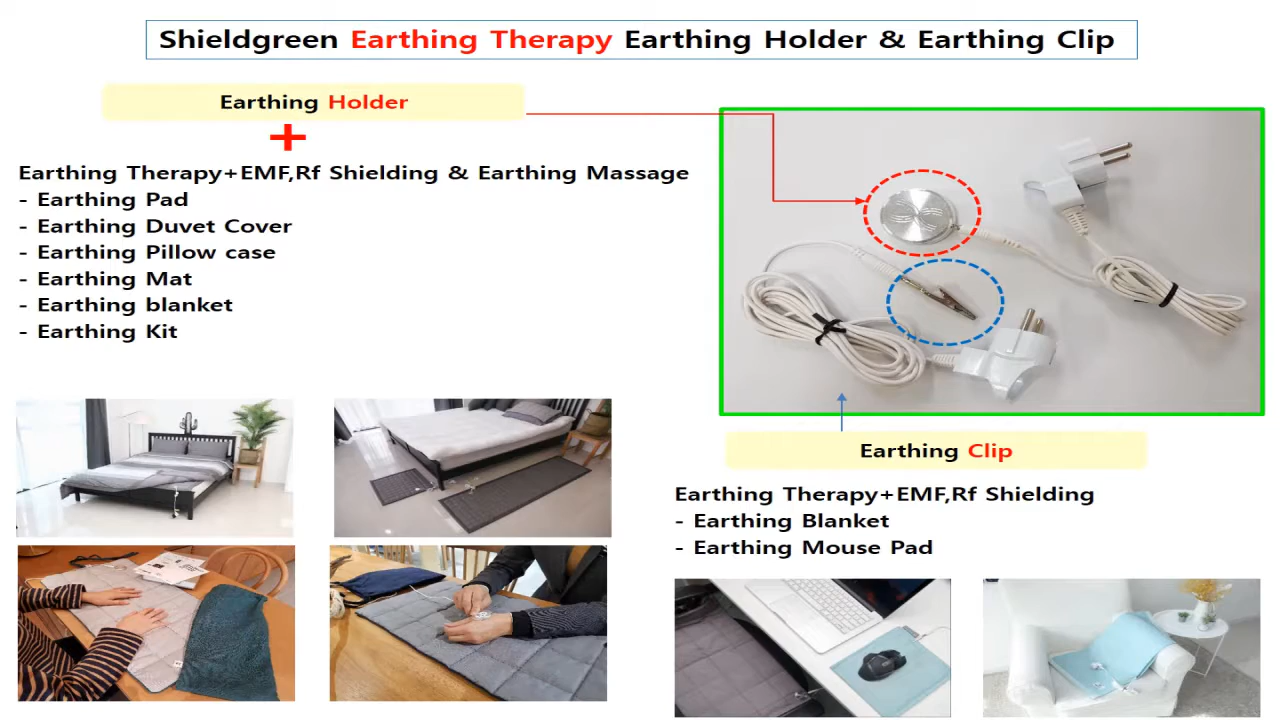 Shieldgreen Earthing Therapy Earthing Holder & Earthing Clip
Earthing Holder
+
Earthing Therapy+EMF,Rf Shielding & Earthing Massage
- Earthing Pad
- Earthing Duvet Cover
- Earthing Pillow case
- Earthing Mat
- Earthing blanket
- Earthing Kit
Earthing Clip
Earthing Therapy+EMF,Rf Shielding
- Earthing Blanket
- Earthing Mouse Pad